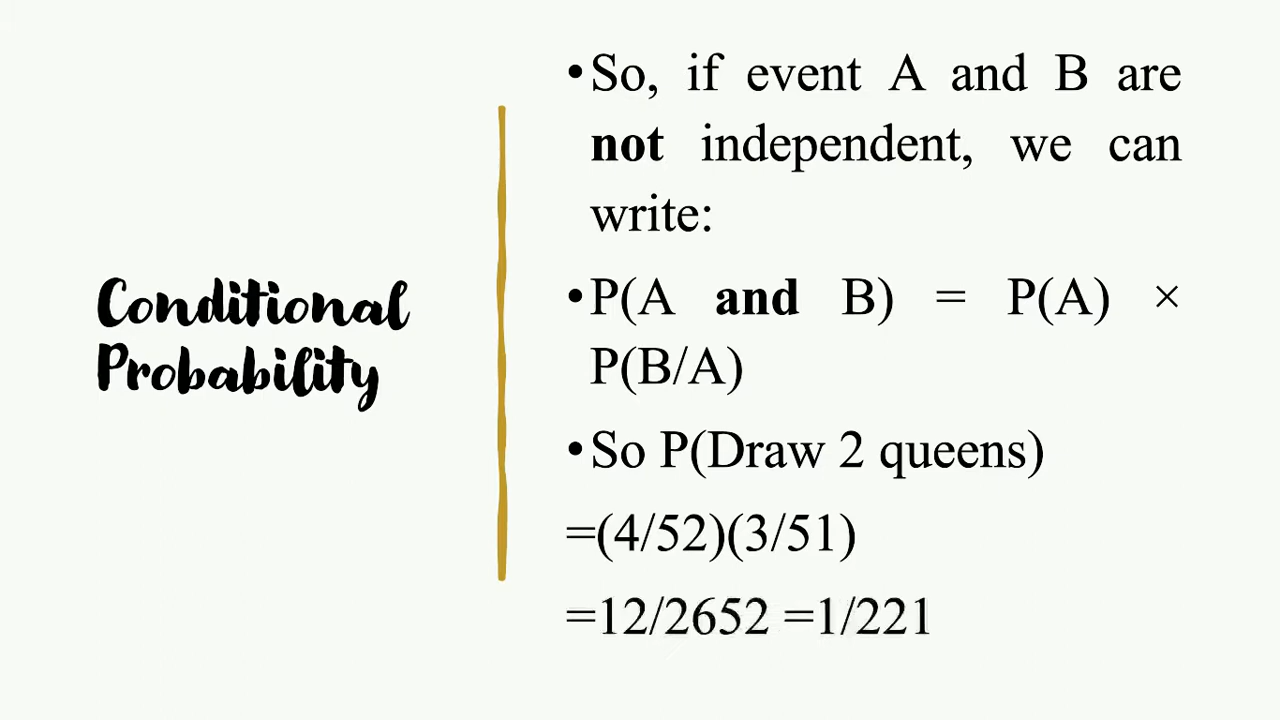 Conditional
Probability
•So, if event A and B are
not independent, we can
write:
•P(A and B) = P(A) ×
P(B/A)
•So P(Draw 2 queens)
=(4/52)(3/51)
=12/2652 =1/221